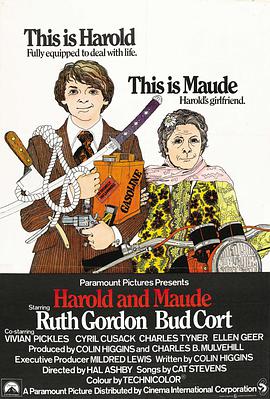 This is Harold
Fully equipped to deal with life.
This is Maude
Harold's girlfriend.
GASOLINE
Paramount Pictures Presents
Harold and Maude
Starring
Ruth Gordon Bud Cort
Co-starring
VIVIAN PICKLES CYRIL CUSACK CHARLES TYNER ELLEN GEER
Produced by COLIN HIGGINS and CHARLES B. MULVEHILL
Executive Producer MILDRED LEWIS Written by COLIN HIGGINS
Directed by HAL ASHBY Songs by CAT STEVENS
Colour by TECHNICOLOR
A Paramount Picture Distributed by Cinema International Corporation